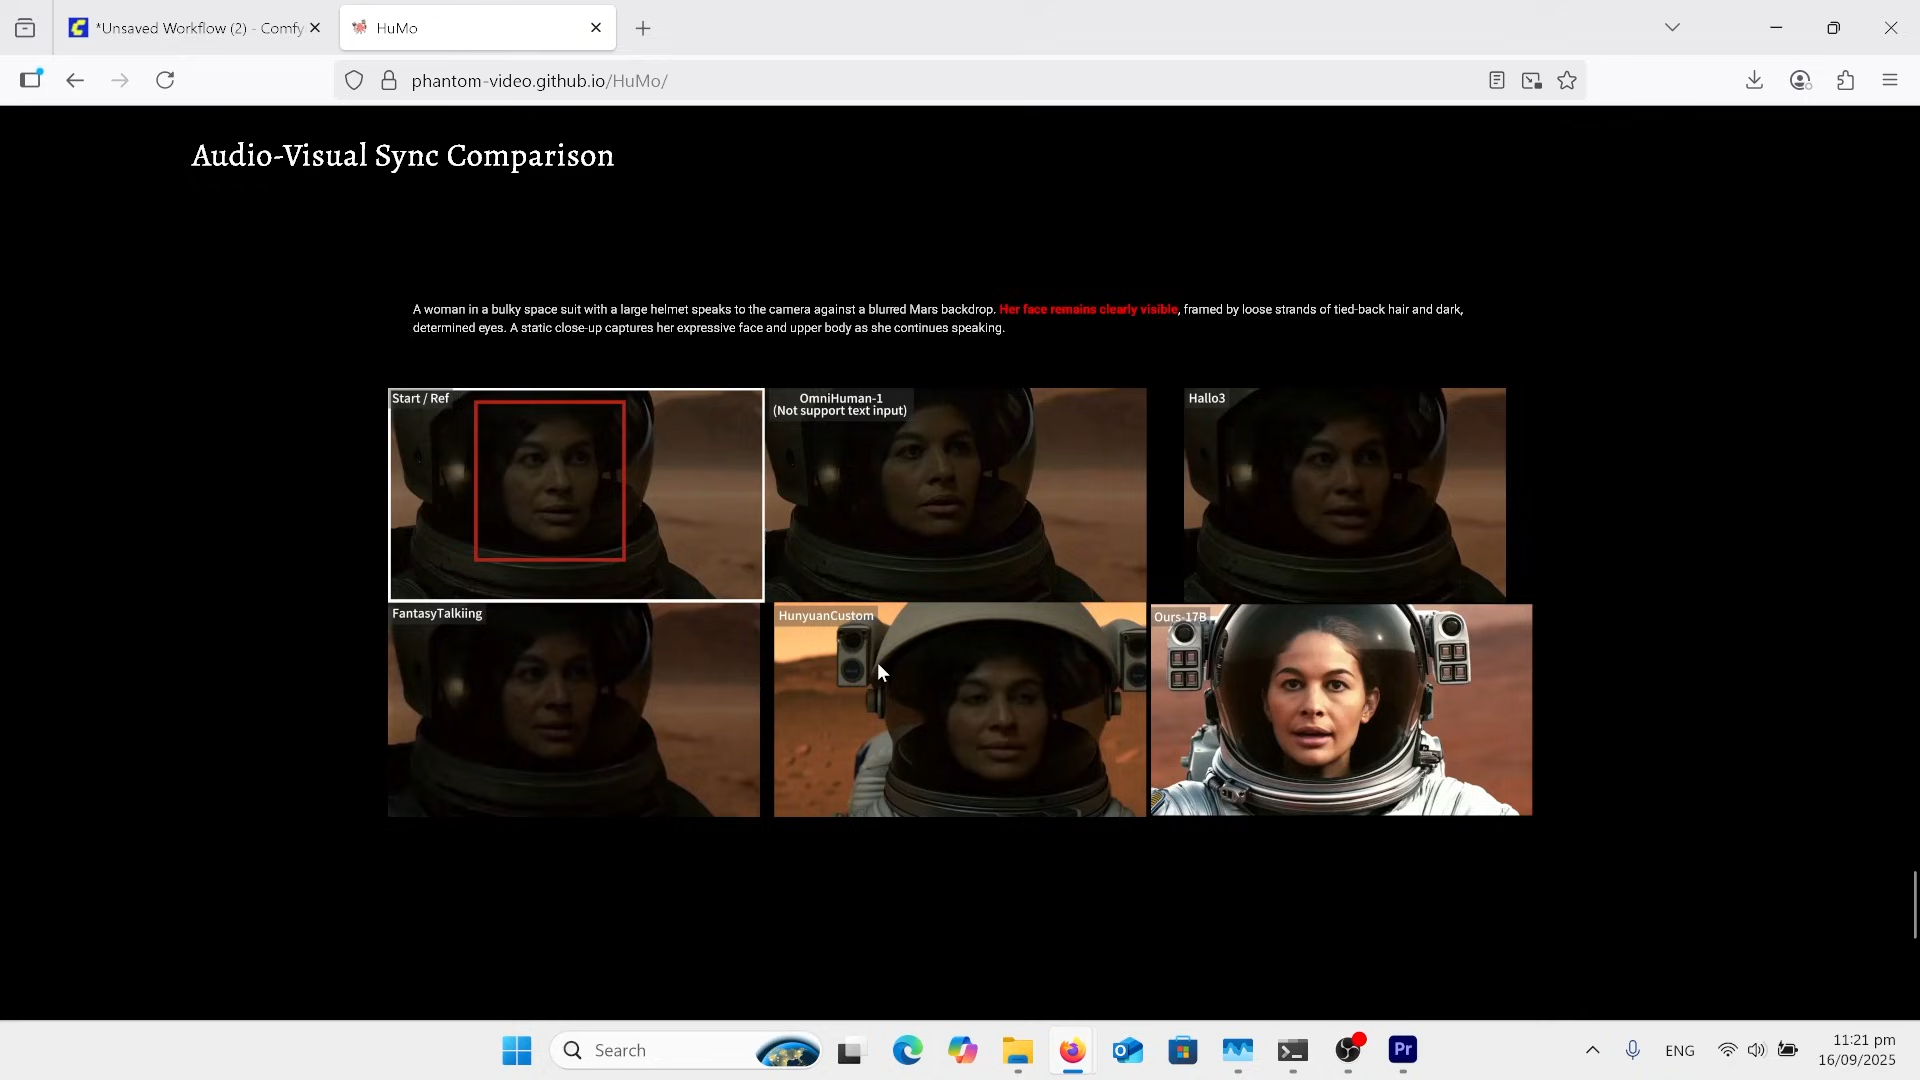 *Unsaved Workflow (2) - Comfy
HuMo
phantom-video.github.io/HuMo/
Audio-Visual Sync Comparison
A woman in a bulky space suit with a large helmet speaks to the camera against a blurred Mars backdrop. Her face remains clearly visible, framed by loose strands of tied-back hair and dark,
determined eyes. A static close-up captures her expressive face and upper body as she continues speaking.
Start / Ref
OmniHuman-1
(Not support text input)
Hallo3
FantasyTalkiing
HunyuanCustom
Ours-17B
Search
Pr
ENG
11:21 pm
16/09/2025